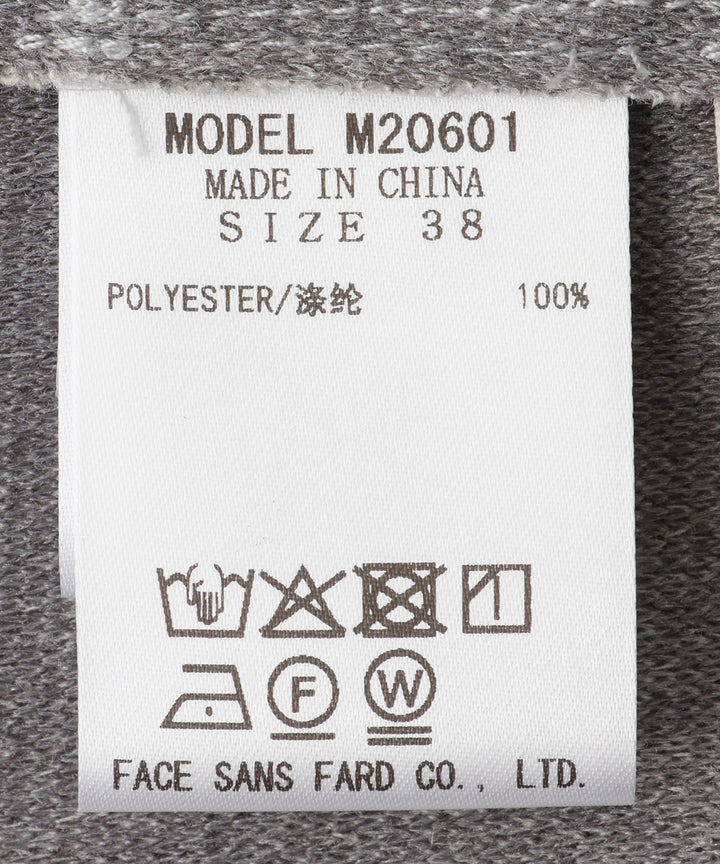 MODEL M20601
MADE IN CHINA
SIZE 38
POLYESTER/涤纶 100%
F W
FACE SANS FARD CO., LTD.